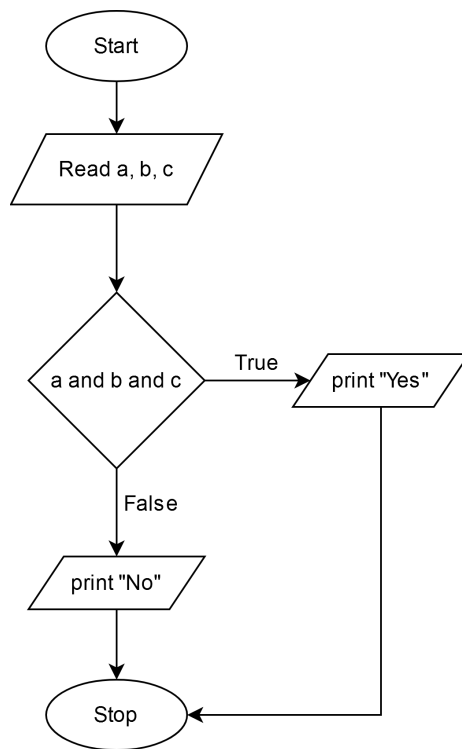 Start
Read a, b, c
a and b and c
True
print "Yes"
False
print "No"
Stop